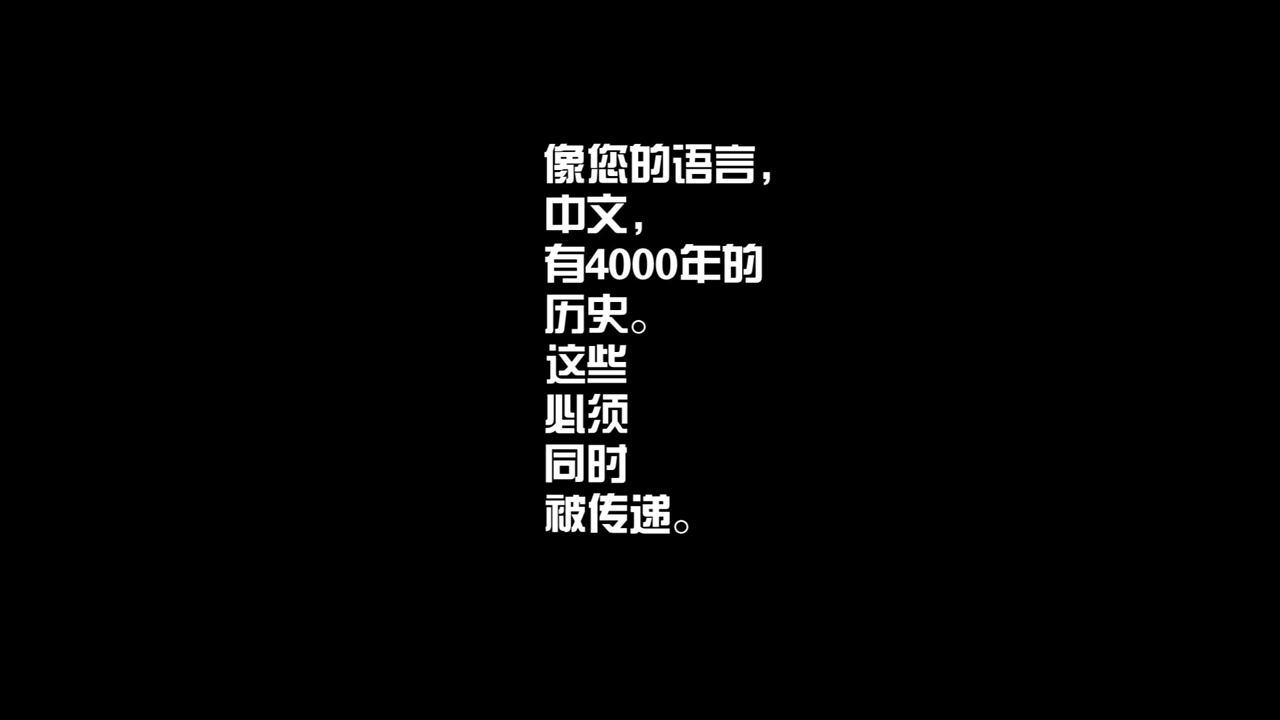 像您的语言，
中文，
有4000年的
历史。
这些
必须
同时
被传递。